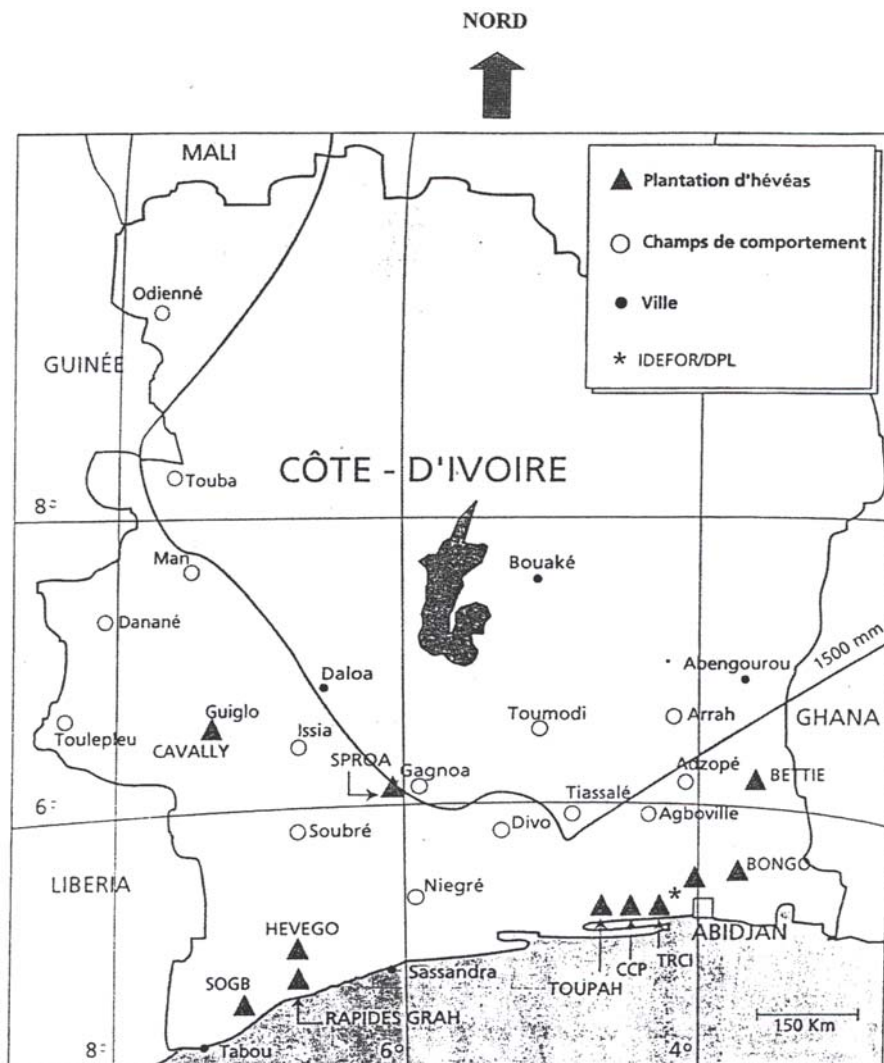 NORD
MALI
▲ Plantation d'hévéas
○ Champs de comportement
● Ville
* IDEFOR/DPL
Odienné
GUINÉE
CÔTE - D'IVOIRE
Touba
8°
Man
Bouaké
Danané
1500 mm
Daloa
Abengourou
Guiglo
Toumodi
Arrah
GHANA
Toulepleu
CAVALLY
Issia
SPROA
Gagnoa
Adzopé
BETTIE
6°
Tiassalé
Soubré
Divo
Agboville
LIBERIA
Niegré
BONGO
*
HEVEGO
ABIDJAN
SOGB
Sassandra
TOUPAH
CCP
TRCI
RAPIDES GRAH
150 Km
8°
Tabou
6°
4°